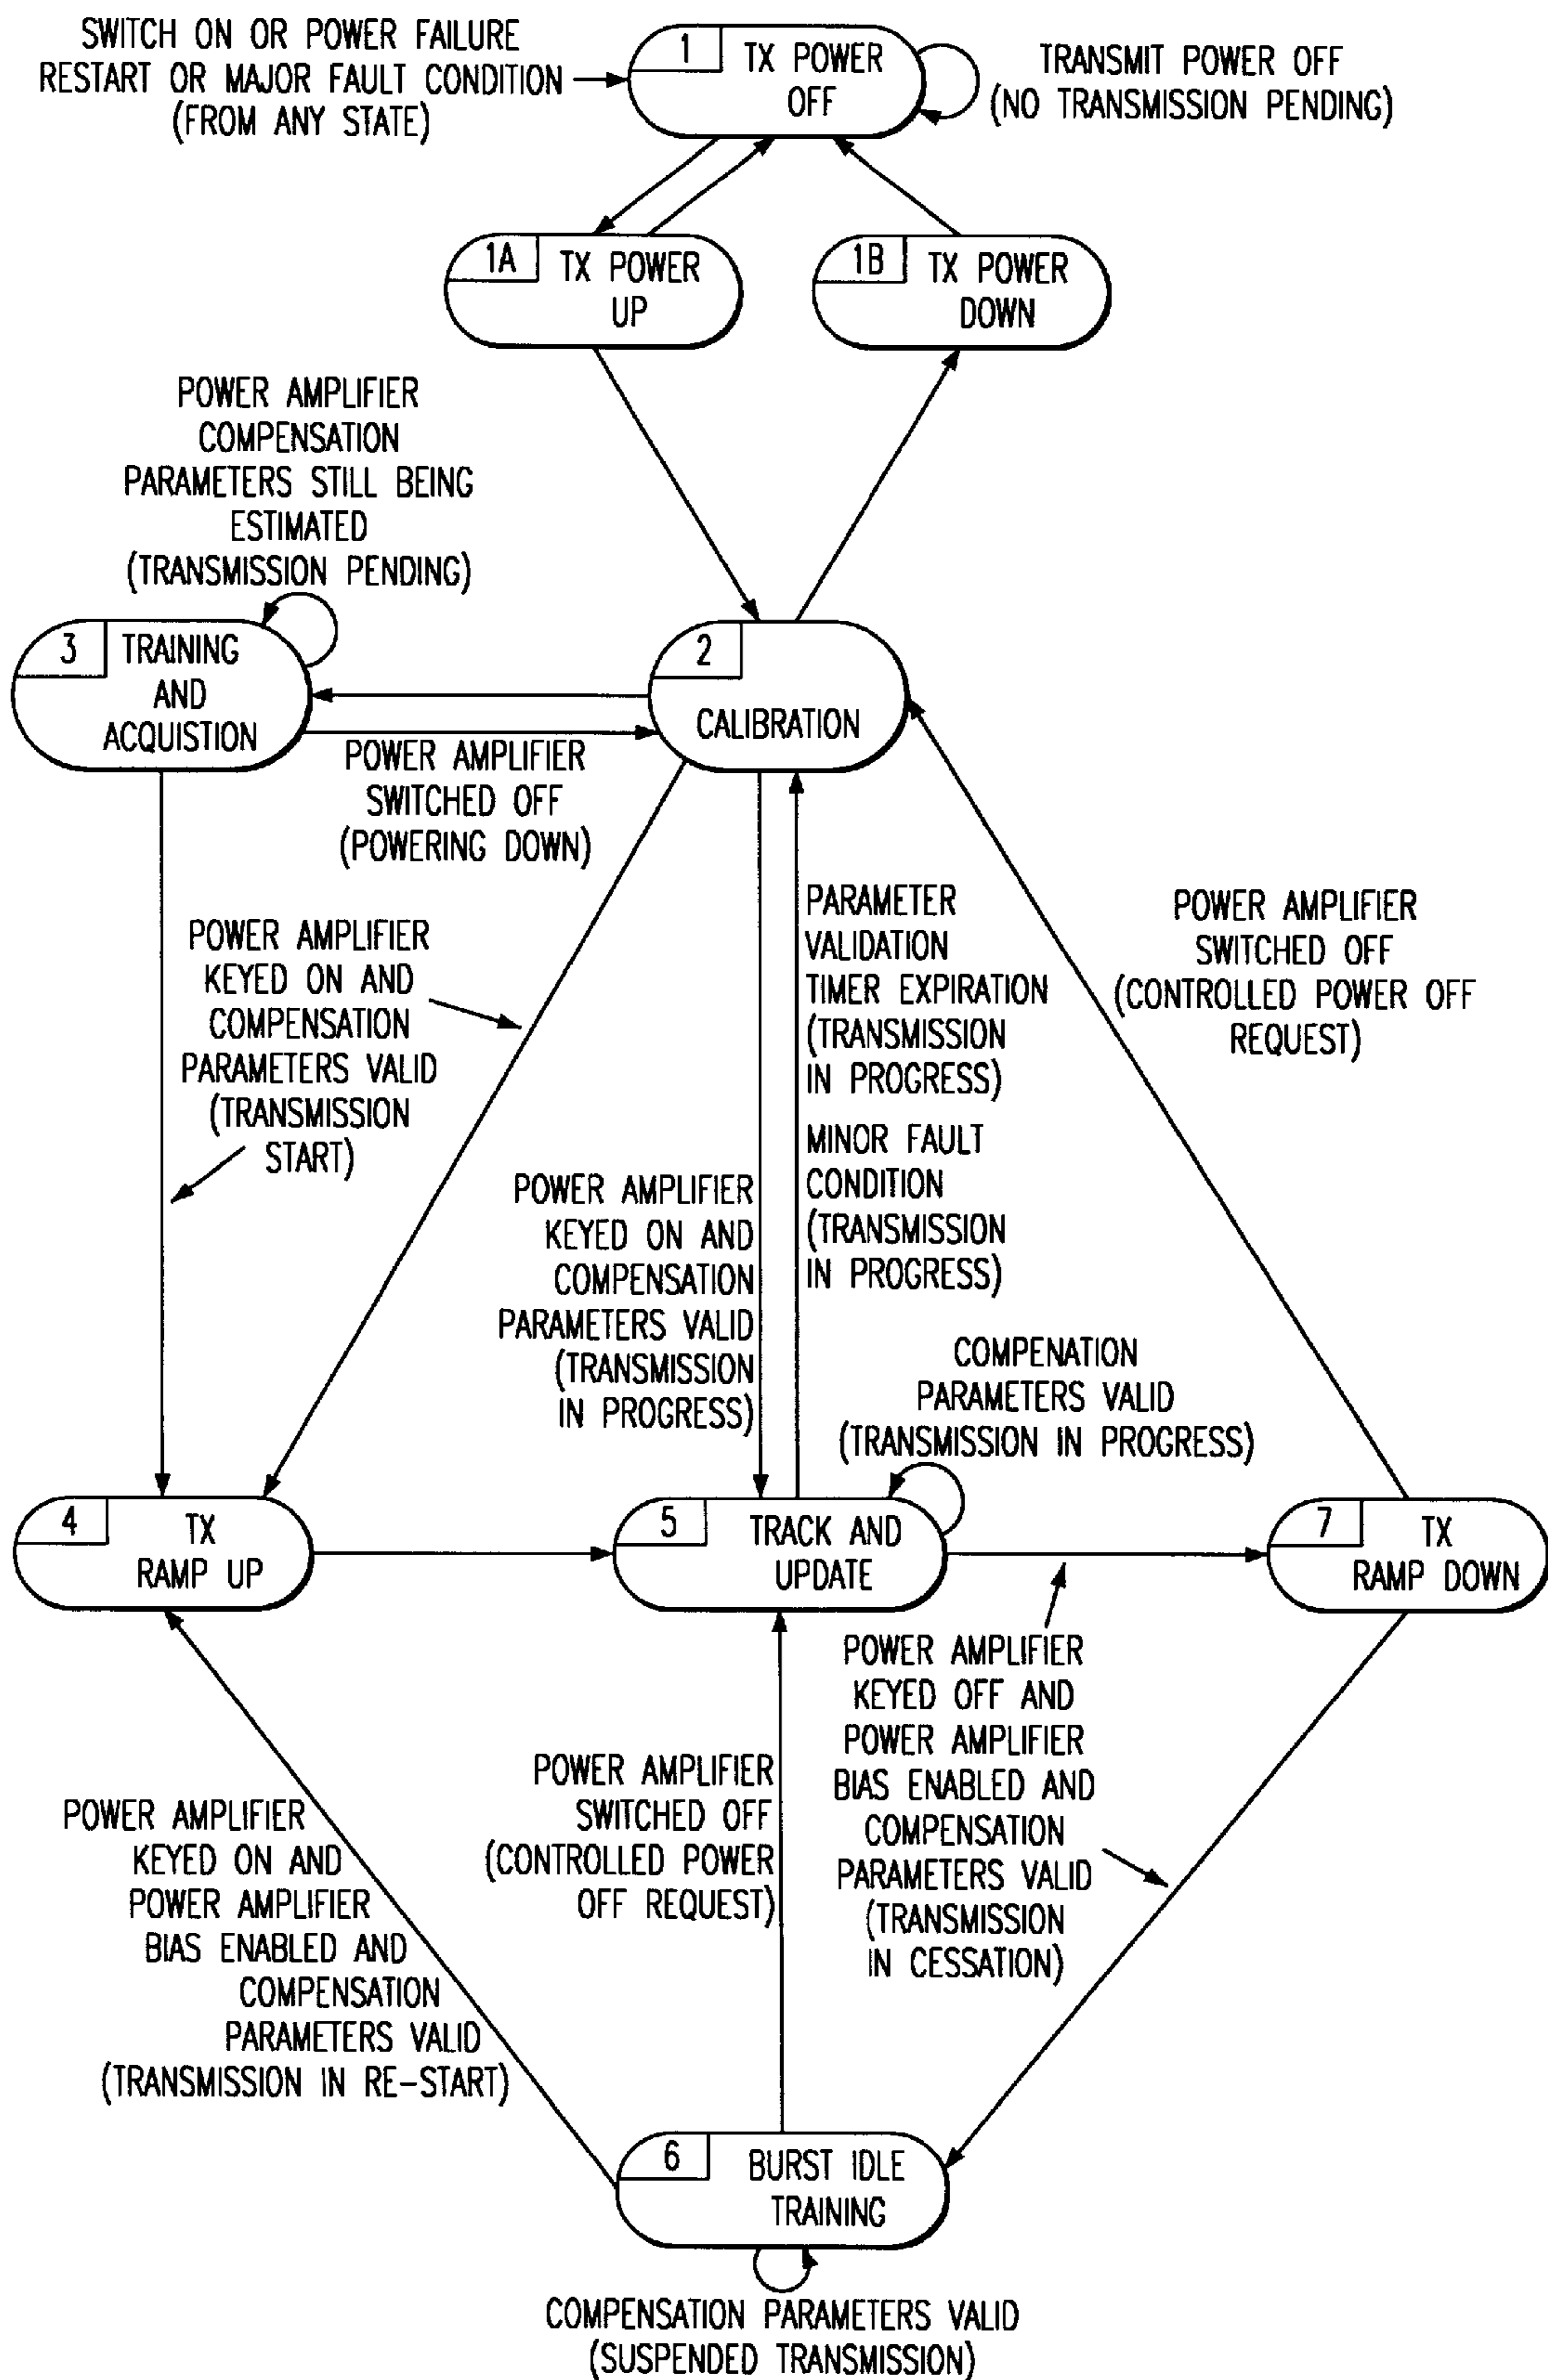 SWITCH ON OR POWER FAILURE
RESTART OR MAJOR FAULT CONDITION
(FROM ANY STATE)
1
TX POWER
OFF
TRANSMIT POWER OFF
(NO TRANSMISSION PENDING)
1A
TX POWER
UP
1B
TX POWER
DOWN
POWER AMPLIFIER
COMPENSATION
PARAMETERS STILL BEING
ESTIMATED
(TRANSMISSION PENDING)
3
TRAINING
AND
ACQUISTION
2
CALIBRATION
POWER AMPLIFIER
SWITCHED OFF
(POWERING DOWN)
POWER AMPLIFIER
KEYED ON AND
COMPENSATION
PARAMETERS VALID
(TRANSMISSION
START)
PARAMETER
VALIDATION
TIMER EXPIRATION
(TRANSMISSION
IN PROGRESS)
MINOR FAULT
CONDITION
(TRANSMISSION
IN PROGRESS)
POWER AMPLIFIER
SWITCHED OFF
(CONTROLLED POWER OFF
REQUEST)
POWER AMPLIFIER
KEYED ON AND
COMPENSATION
PARAMETERS VALID
(TRANSMISSION
IN PROGRESS)
COMPENATION
PARAMETERS VALID
(TRANSMISSION IN PROGRESS)
4
TX
RAMP UP
5
TRACK AND
UPDATE
7
TX
RAMP DOWN
POWER AMPLIFIER
KEYED OFF AND
POWER AMPLIFIER
BIAS ENABLED AND
COMPENSATION
PARAMETERS VALID
(TRANSMISSION
IN CESSATION)
POWER AMPLIFIER
SWITCHED OFF
(CONTROLLED POWER
OFF REQUEST)
POWER AMPLIFIER
KEYED ON AND
POWER AMPLIFIER
BIAS ENABLED AND
COMPENSATION
PARAMETERS VALID
(TRANSMISSION IN RE-START)
6
BURST IDLE
TRAINING
COMPENSATION PARAMETERS VALID
(SUSPENDED TRANSMISSION)